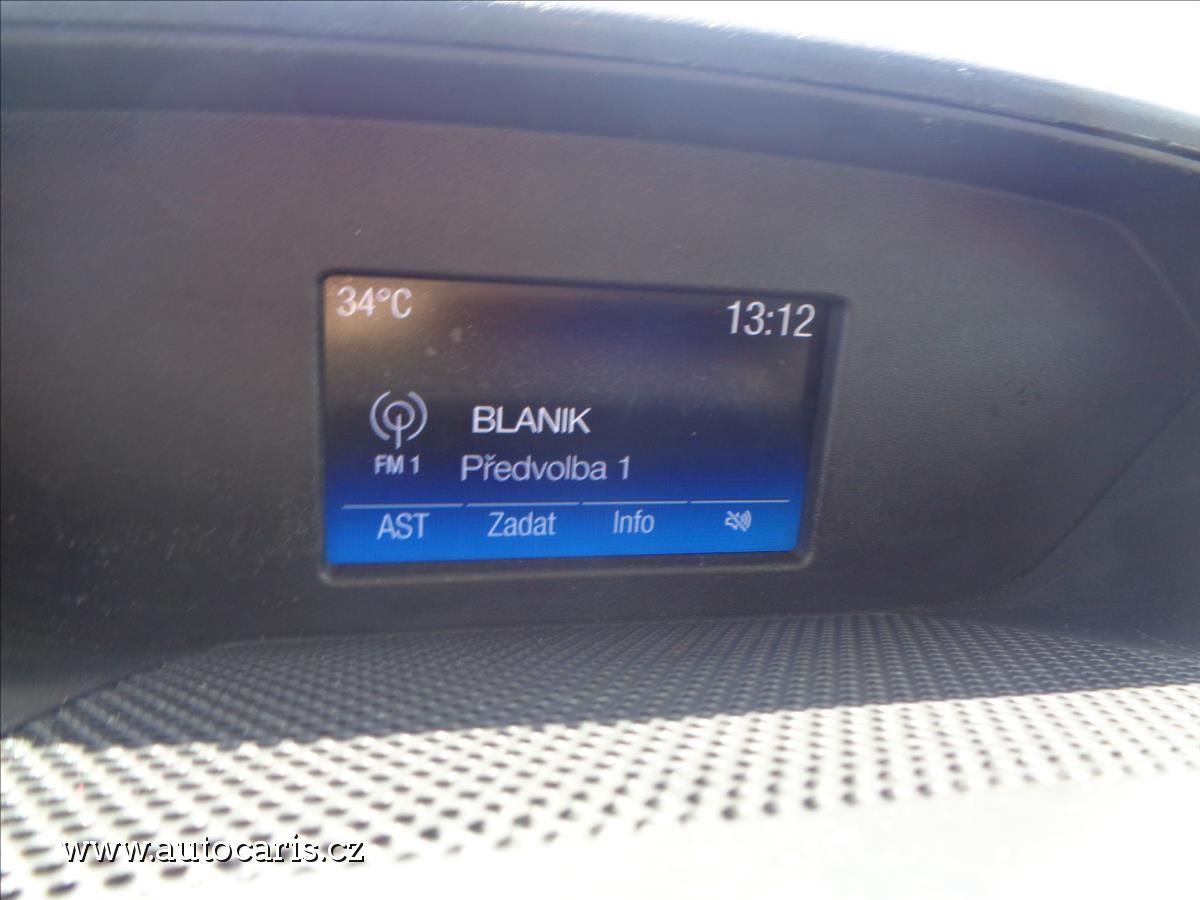 34°C 13:12
BLANIK
FM 1 Předvolba 1
AST Zadat Info
www.autocaris.cz